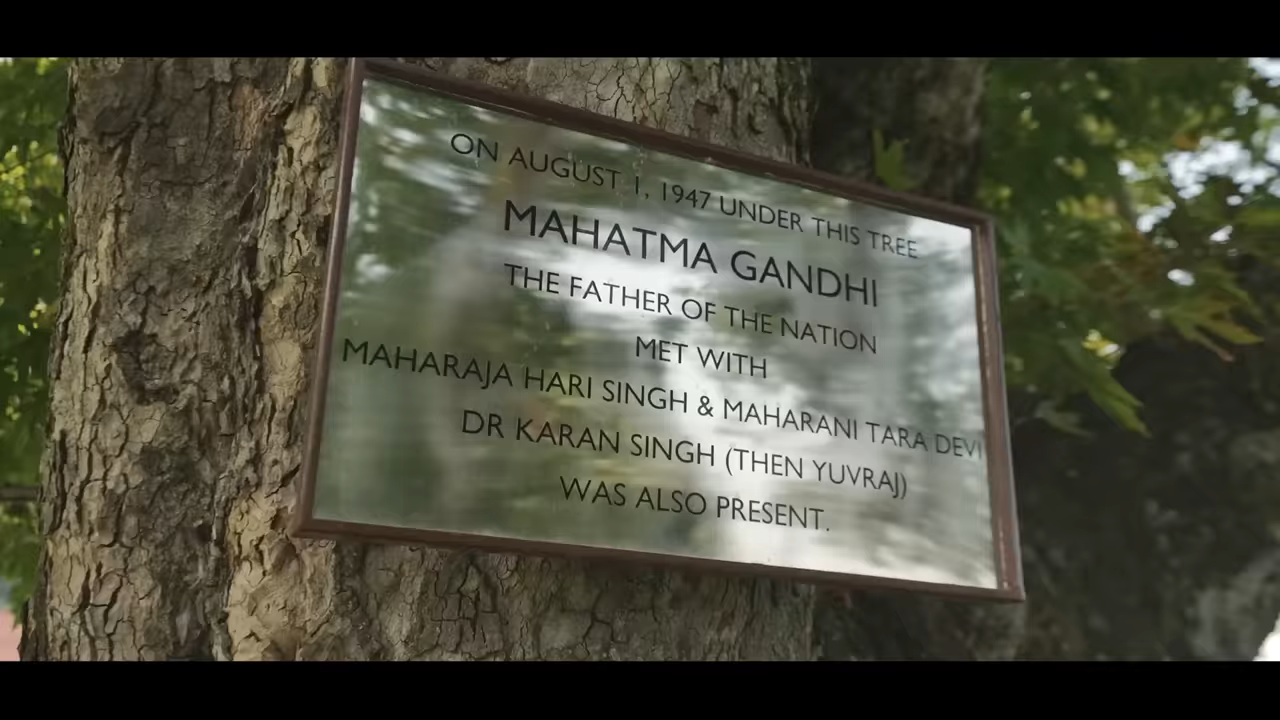 ON AUGUST 1, 1947 UNDER THIS TREE
MAHATMA GANDHI
THE FATHER OF THE NATION
MET WITH
MAHARAJA HARI SINGH & MAHARANI TARA DEVI
DR KARAN SINGH (THEN YUVRAJ)
WAS ALSO PRESENT.